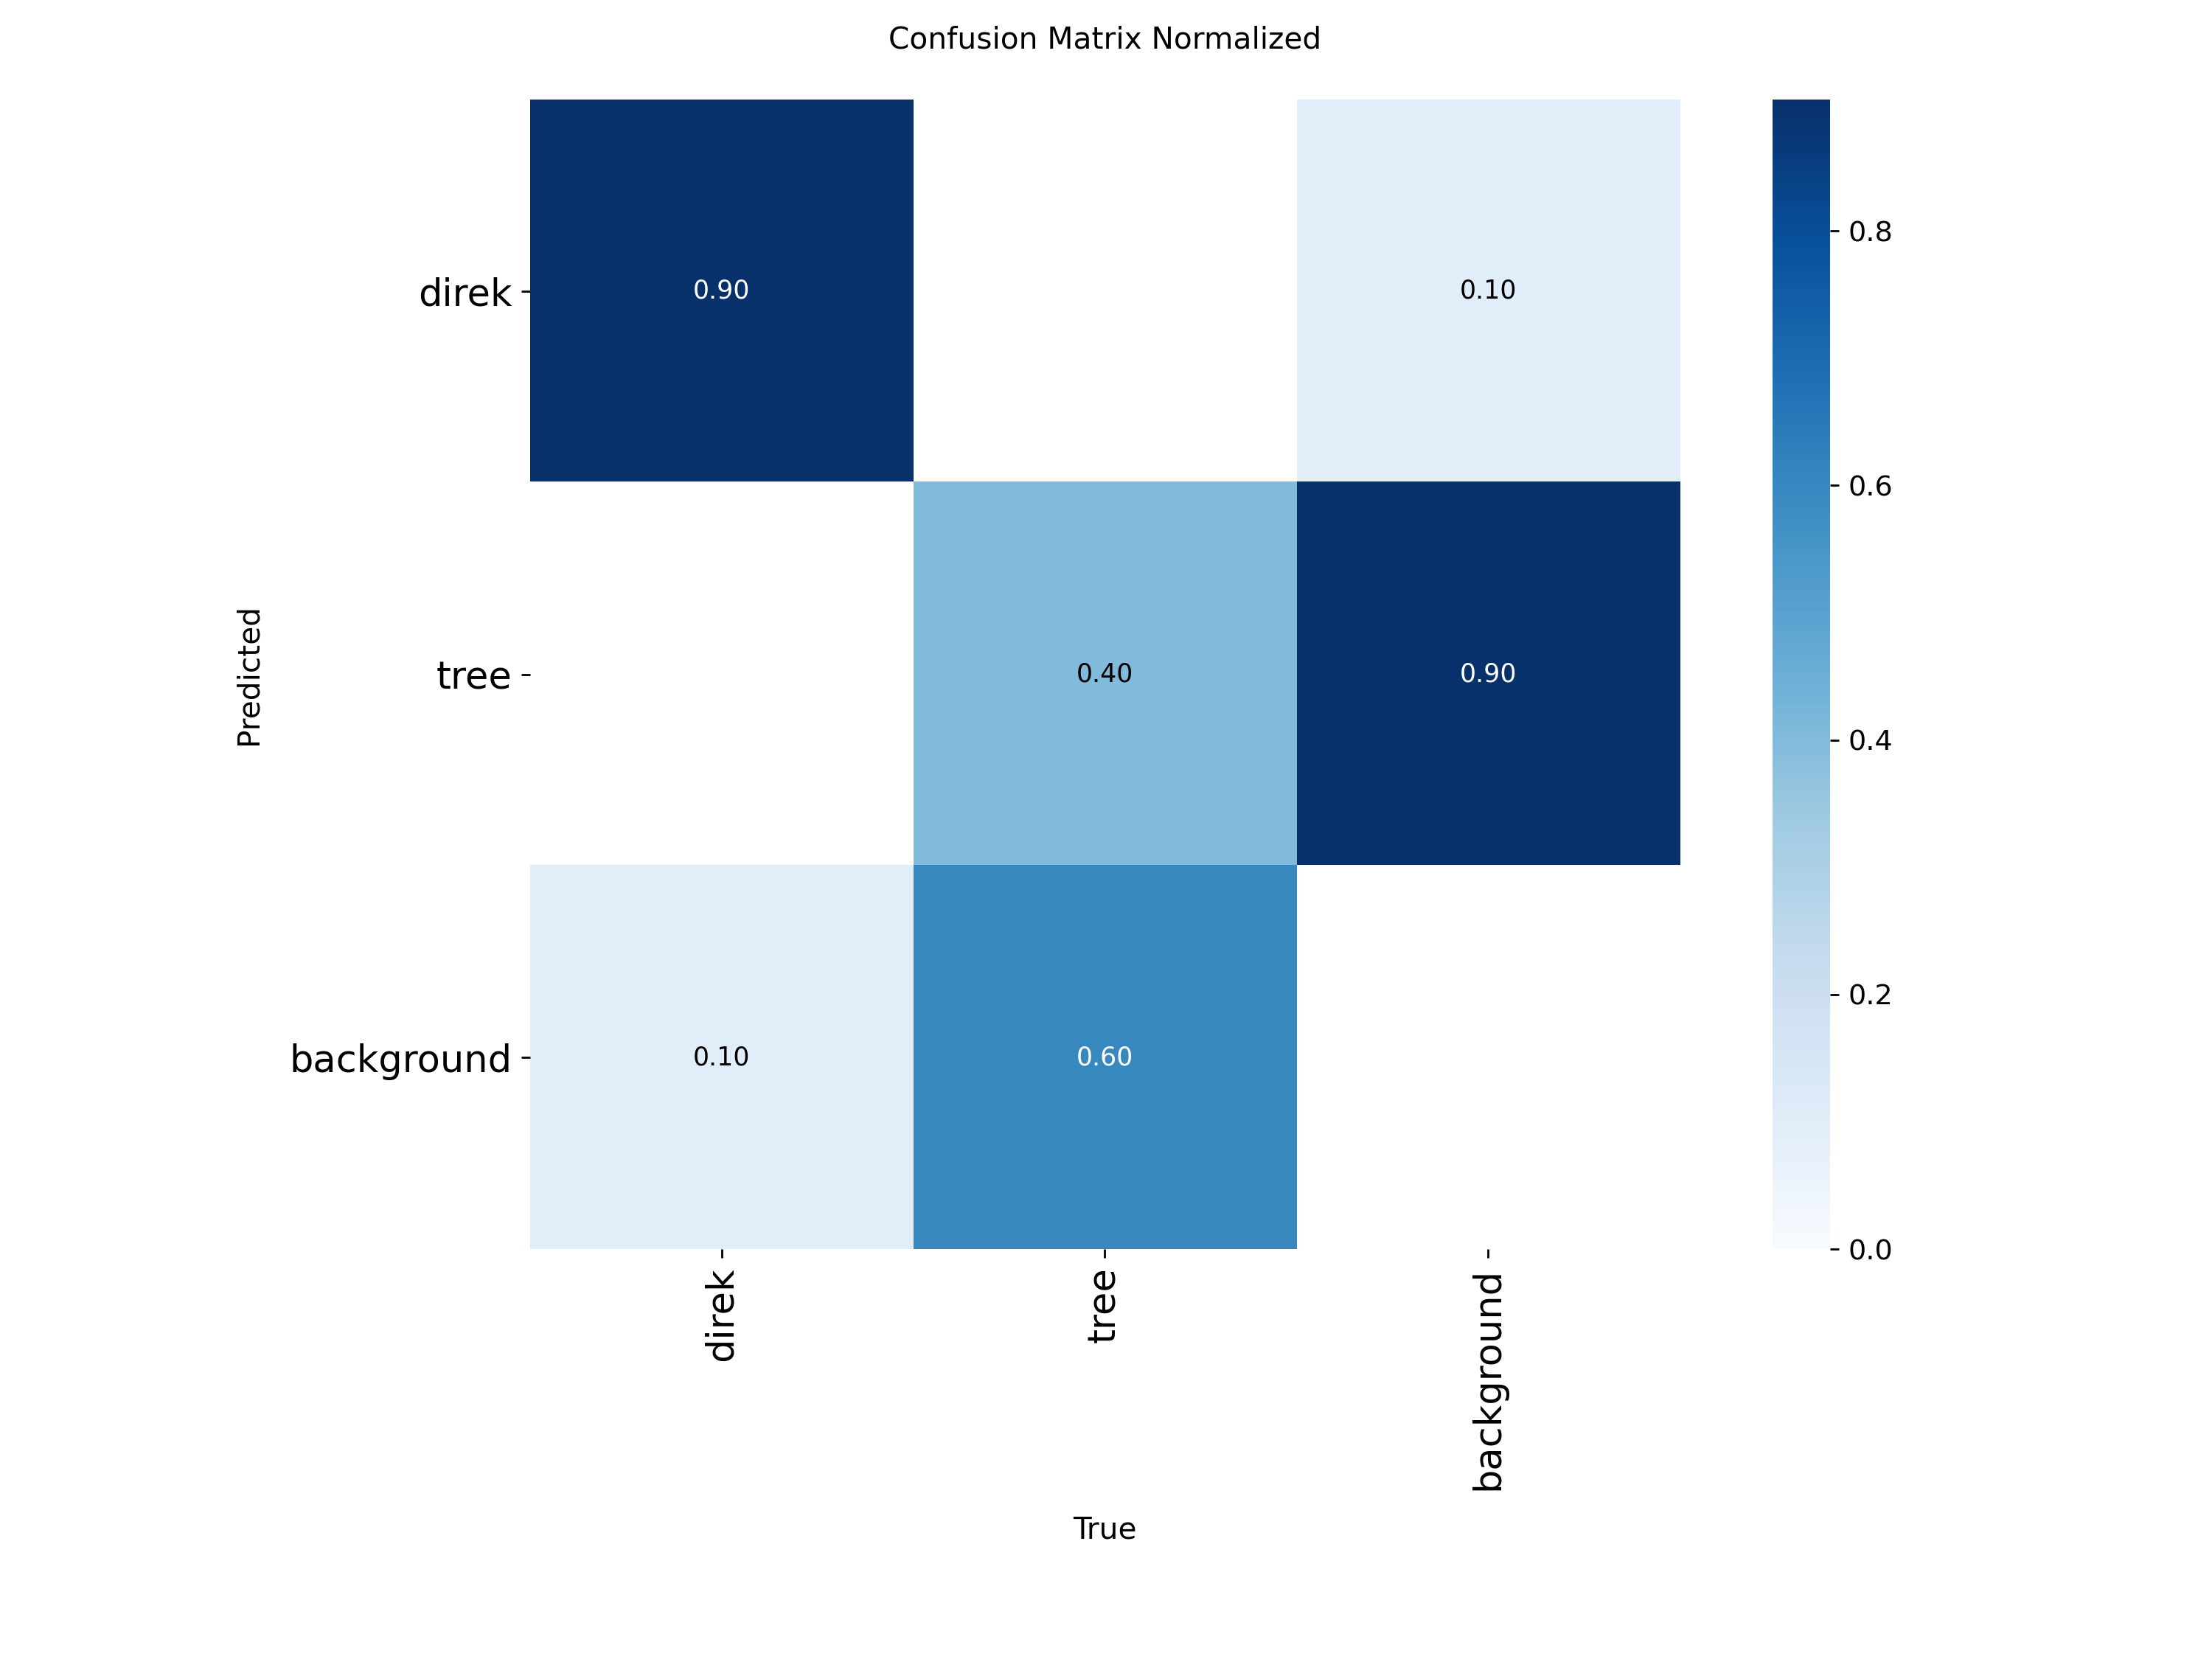 Confusion Matrix Normalized
direk
0.90
0.10
tree
0.40
0.90
background
0.10
0.60
Predicted
direk
tree
background
True
0.8
0.6
0.4
0.2
0.0